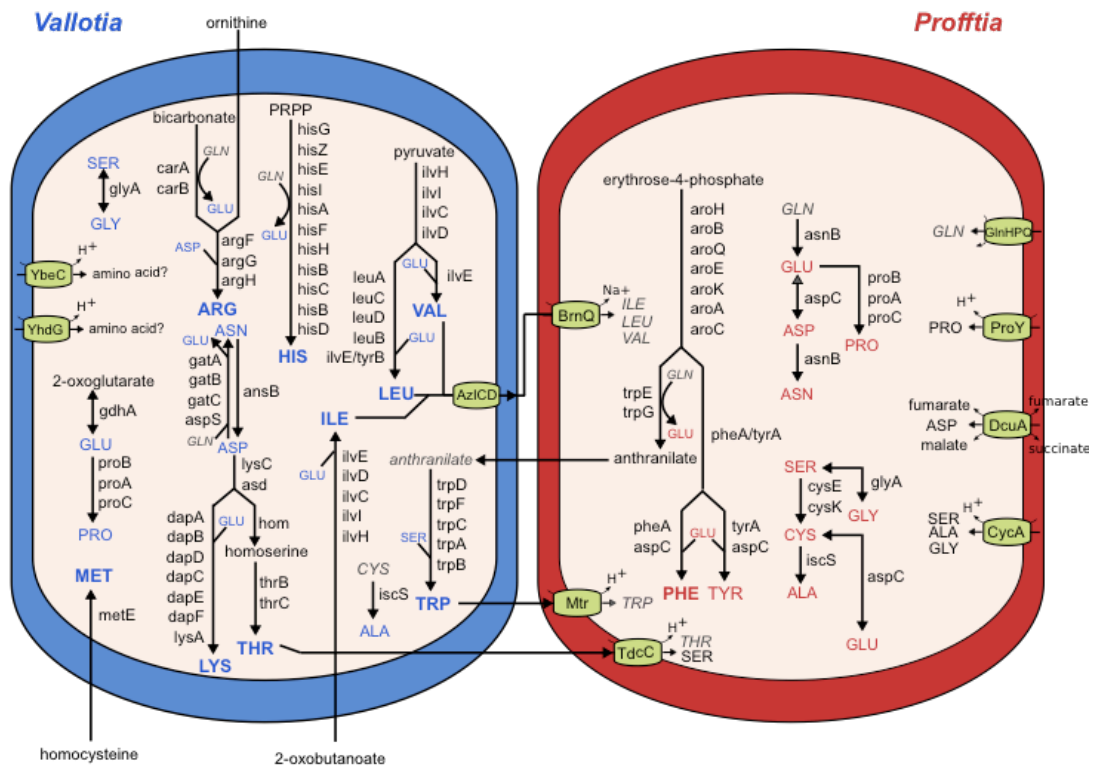 Vallotia
Profftia
ornithine
bicarbonate
GLN
carA
carB
GLU
ASP
argF
argG
argH
ARG
PRPP
hisG
hisZ
hisE
hisI
hisA
hisF
hisH
hisB
hisC
hisB
hisD
GLN
GLU
HIS
SER
glyA
GLY
YbeC
H+
amino acid?
YhdG
H+
amino acid?
pyruvate
ilvH
ilvI
ilvC
ilvD
GLU
ilvE
VAL
leuA
leuC
leuD
leuB
ilvE/tyrB
GLU
LEU
AzlCD
ILE
ASN
GLU
gatA
gatB
gatC
aspS
GLN
ansB
ASP
lysC
asd
2-oxoglutarate
gdhA
GLU
proB
proA
proC
PRO
dapA
dapB
dapD
dapC
dapE
dapF
lysA
GLU
LYS
hom
homoserine
thrB
thrC
THR
MET
metE
homocysteine
GLU
ilvE
ilvD
ilvC
ilvI
ilvH
2-oxobutanoate
anthranilate
trpD
trpF
trpC
trpA
trpB
SER
TRP
CYS
iscS
ALA
BrnQ
Na+
ILE
LEU
VAL
erythrose-4-phosphate
aroH
aroB
aroQ
aroE
aroK
aroA
aroC
trpE
trpG
GLN
GLU
anthranilate
pheA/tyrA
pheA
aspC
GLU
tyrA
aspC
PHE
TYR
Mtr
H+
TRP
TdcC
H+
THR
SER
GLN
asnB
GLU
aspC
ASP
asnB
ASN
proB
proA
proC
PRO
SER
glyA
GLY
cysE
cysK
CYS
iscS
ALA
aspC
GLU
GLN
GlnHPQ
H+
PRO
ProY
fumarate
ASP
malate
DcuA
fumarate
succinate
H+
SER
ALA
GLY
CycA